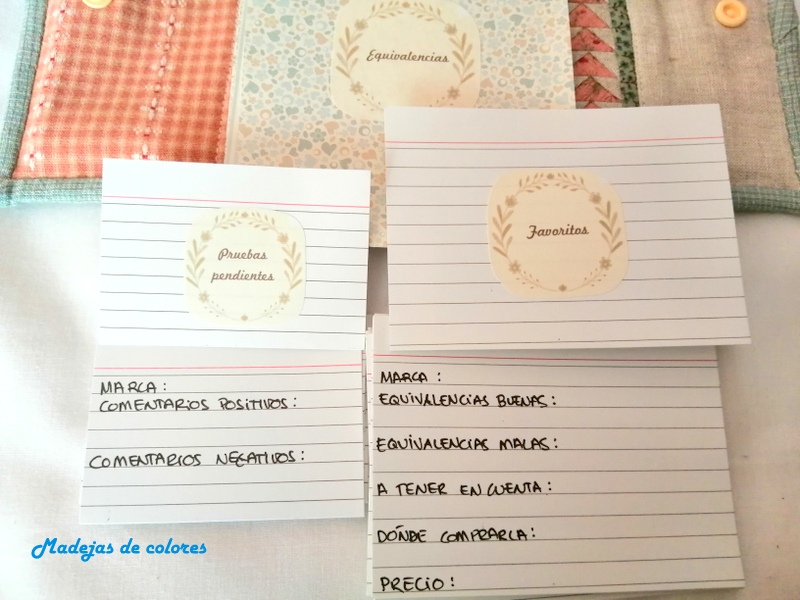 Equivalencias
Favoritos
Pruebas
pendientes
MARCA:
COMENTARIOS POSITIVOS:
COMENTARIOS NEGATIVOS:
MARCA:
EQUIVALENCIAS BUENAS:
EQUIVALENCIAS MALAS:
A TENER EN CUENTA:
DÓNDE COMPRARLA:
PRECIO:
Madejas de colores